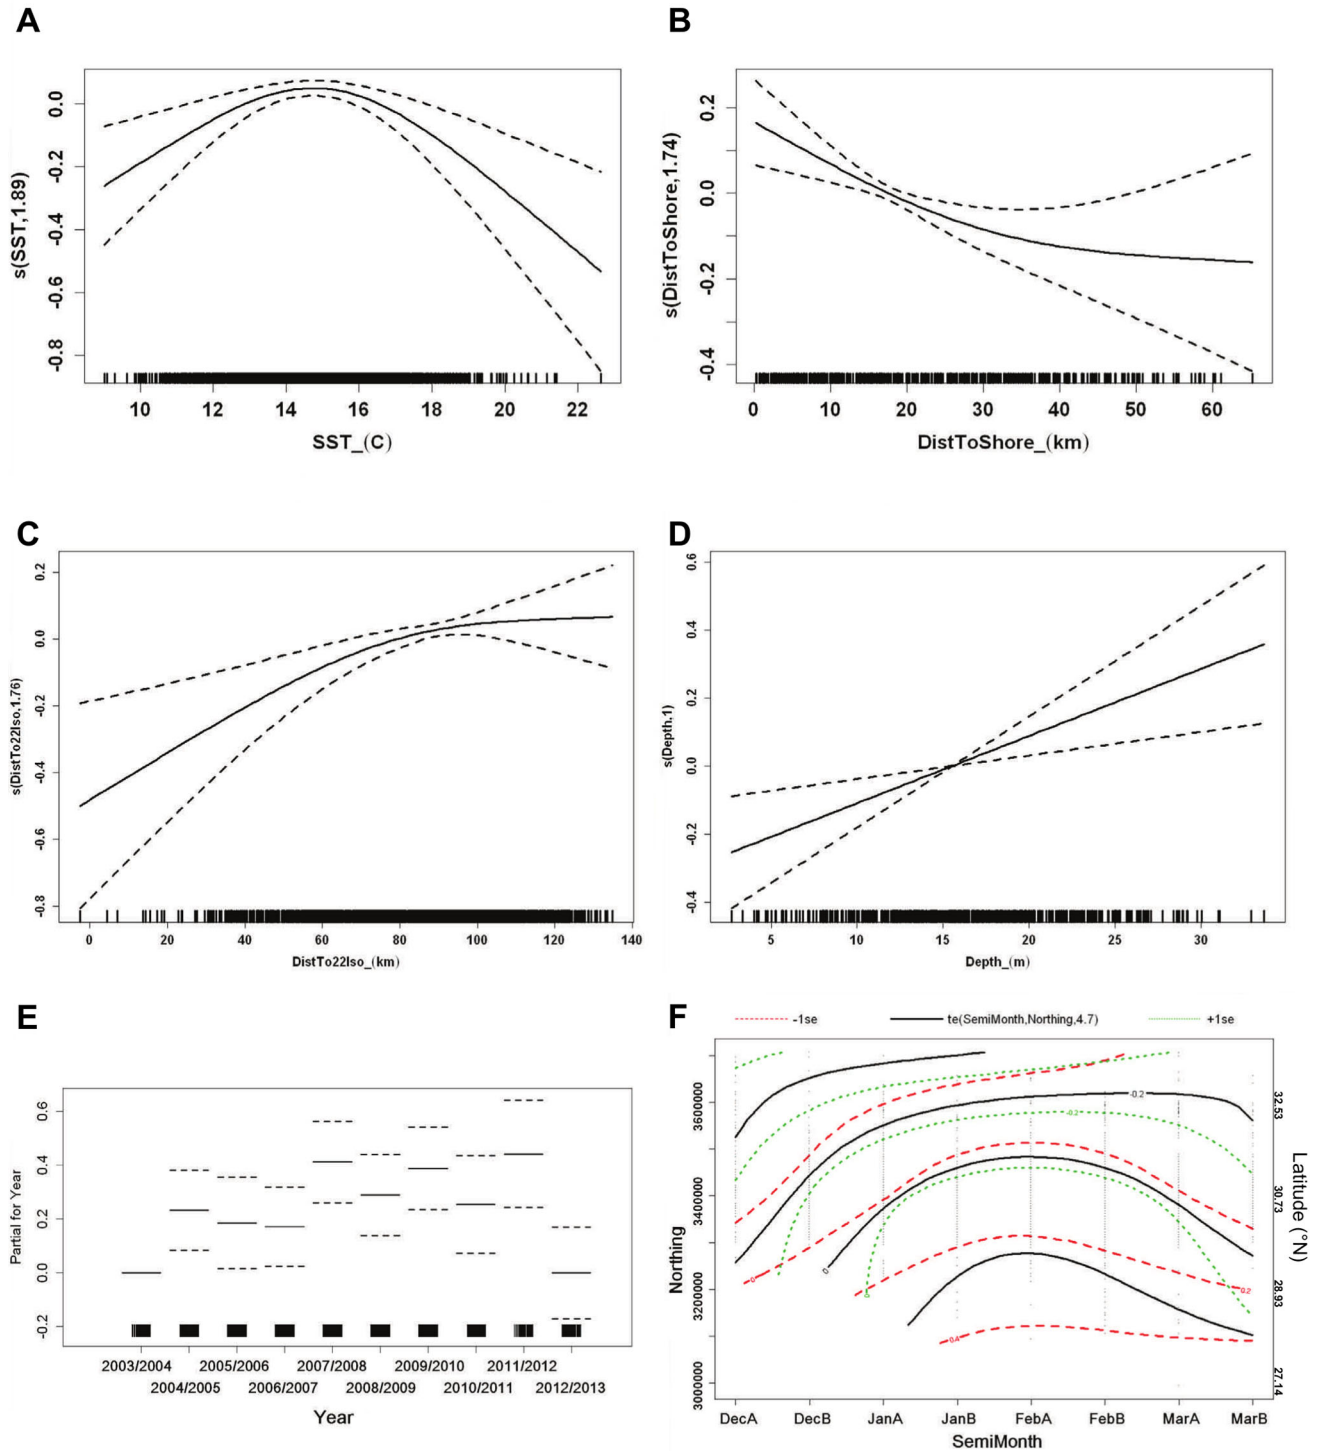 A
s(SST,1.89)
0.0
-0.2
-0.4
-0.6
-0.8
10 12 14 16 18 20 22
SST_(C)
B
s(DistToShore,1.74)
0.2
0.0
-0.2
-0.4
0 10 20 30 40 50 60
DistToShore_(km)
C
s(DistTo22Iso,1.76)
0.2
0.0
-0.2
-0.4
-0.6
-0.8
0 20 40 60 80 100 120 140
DistTo22Iso_(km)
D
s(Depth,1)
0.6
0.4
0.2
0.0
-0.2
-0.4
5 10 15 20 25 30
Depth_(m)
E
Partial for Year
0.6
0.4
0.2
0.0
-0.2
2003/2004 2005/2006 2007/2008 2009/2010 2011/2012
2004/2005 2006/2007 2008/2009 2010/2011 2012/2013
Year
F
-1se te(SemiMonth,Northing,4.7) +1se
Northing
3600000
3400000
3200000
3000000
-0.2
-0.2
0
0
0
0.2
0.4
32.53
30.73
28.93
27.14
Latitude (°N)
DecA DecB JanA JanB FebA FebB MarA MarB
SemiMonth